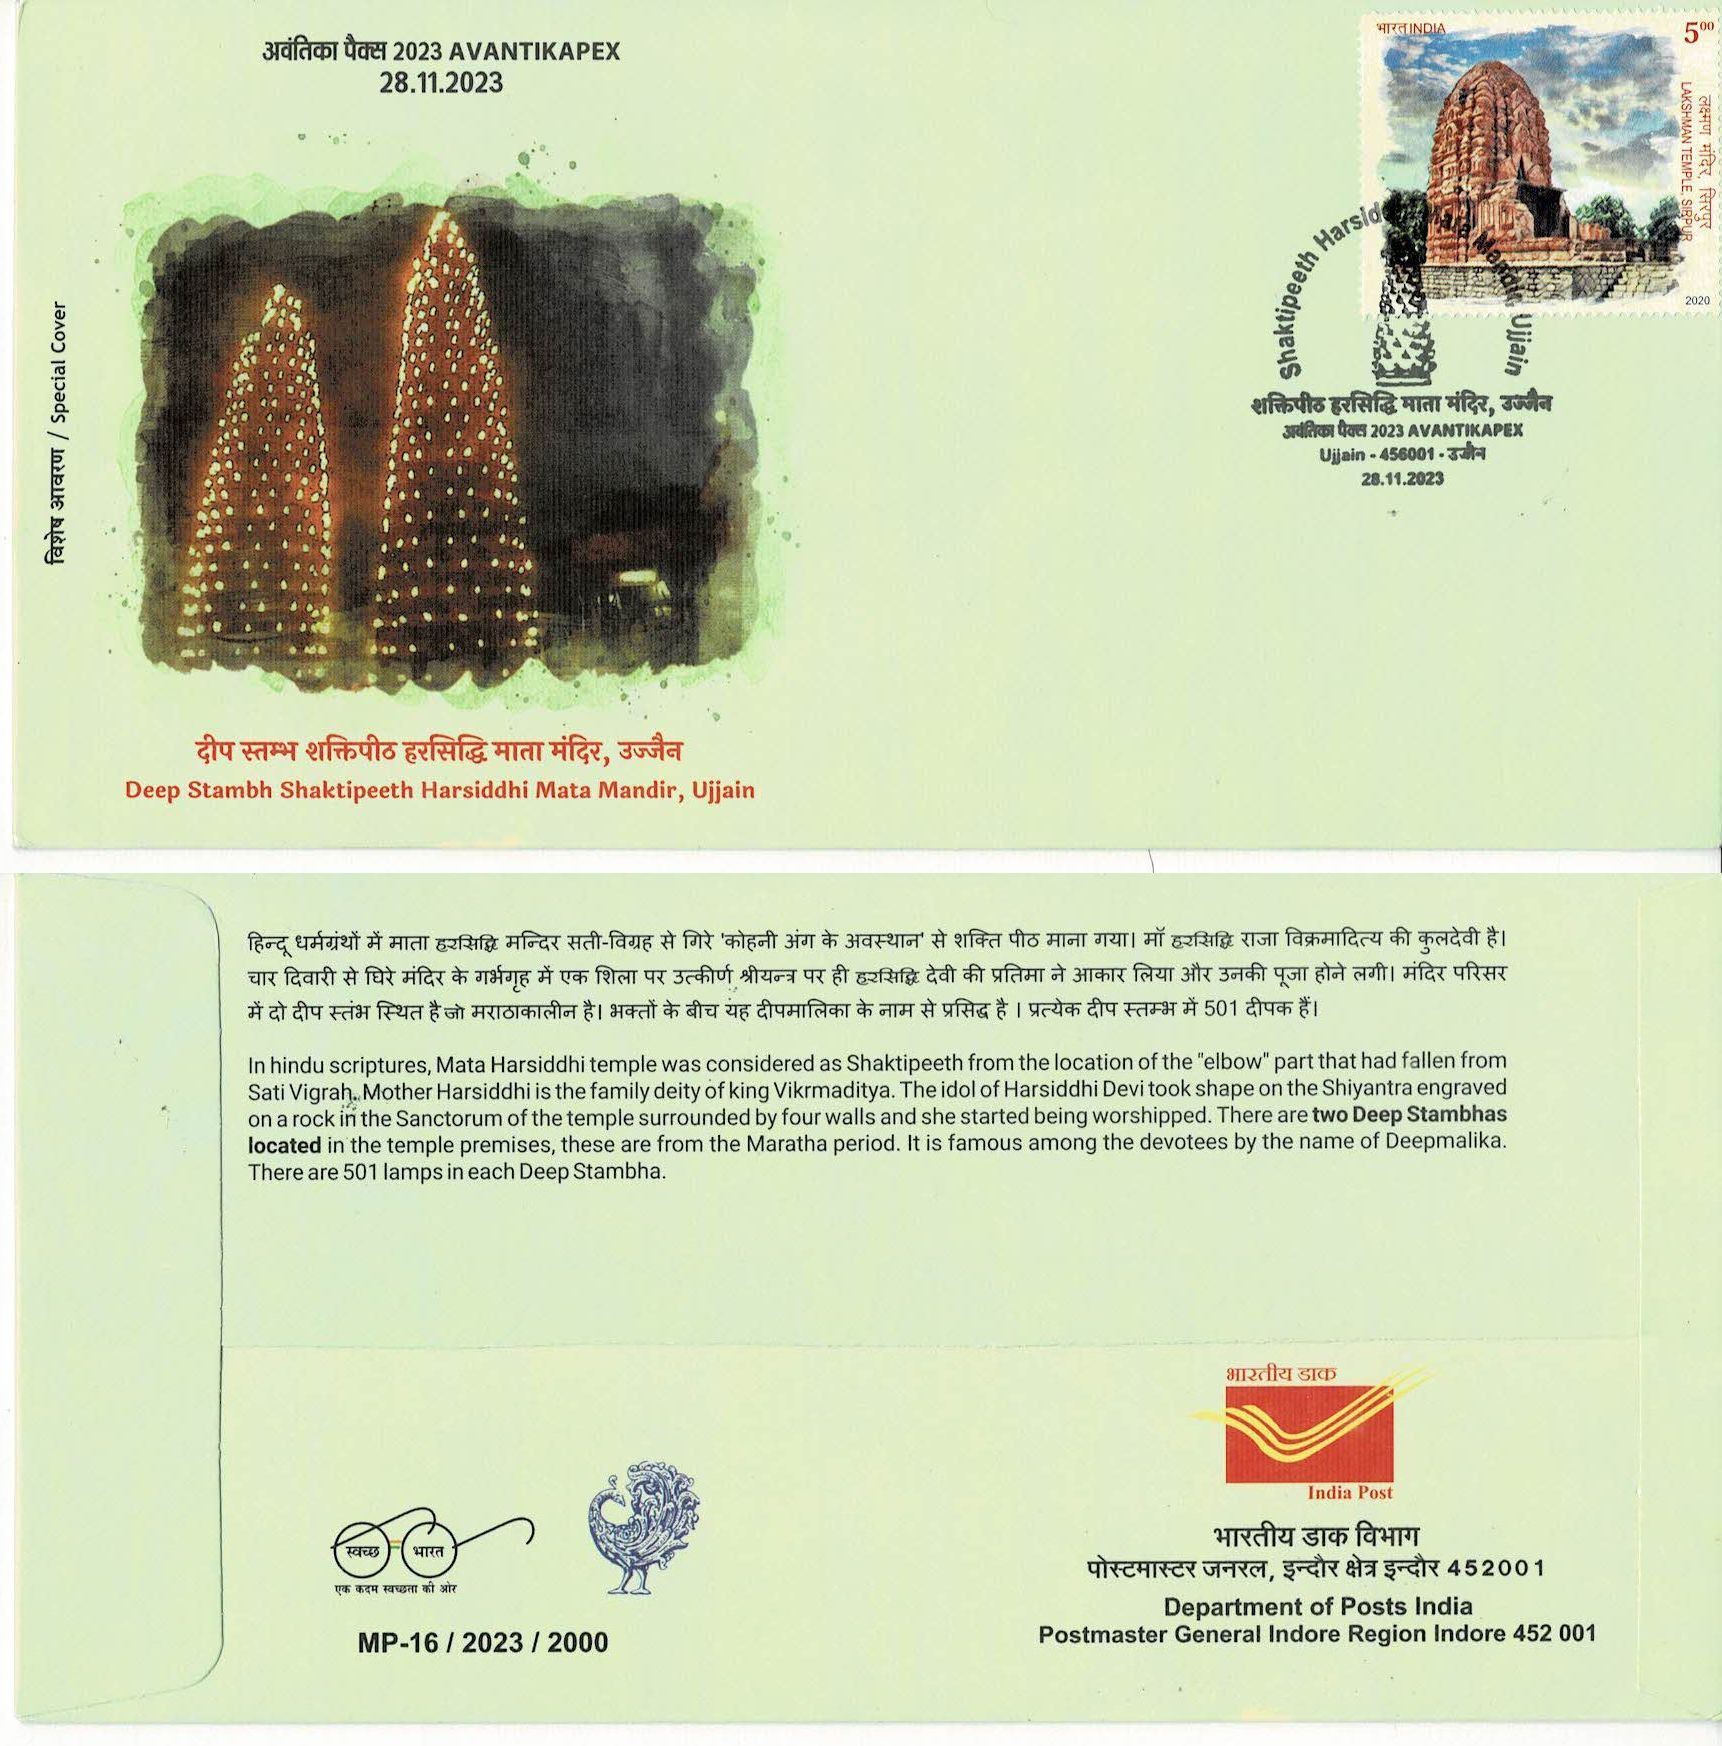 अवंतिका पैक्स 2023 AVANTIKAPEX
28.11.2023
विशेष आवरण / Special Cover
दीप स्तम्भ शक्तिपीठ हरसिद्धि माता मंदिर, उज्जैन
Deep Stambh Shaktipeeth Harsiddhi Mata Mandir, Ujjain
भारत INDIA
500
लक्ष्मण मंदिर, सिरपुर
LAKSHMAN TEMPLE, SIRPUR
2020
Shaktipeeth Harsid Mata Mandir, Ujjain
शक्तिपीठ हरसिद्धि माता मंदिर, उज्जैन
अवंतिका पैक्स 2023 AVANTIKAPEX
Ujjain - 456001 - उज्जैन
28.11.2023
हिन्दू धर्मग्रंथों में माता हरसिद्धि मन्दिर सती-विग्रह से गिरे 'कोहनी अंग के अवस्थान' से शक्ति पीठ माना गया। माँ हरसिद्धि राजा विक्रमादित्य की कुलदेवी है।
चार दिवारी से घिरे मंदिर के गर्भगृह में एक शिला पर उत्कीर्ण श्रीयन्त्र पर ही हरसिद्धि देवी की प्रतिमा ने आकार लिया और उनकी पूजा होने लगी। मंदिर परिसर
में दो दीप स्तंभ स्थित है जो मराठाकालीन है। भक्तों के बीच यह दीपमालिका के नाम से प्रसिद्ध है । प्रत्येक दीप स्तम्भ में 501 दीपक हैं।
In hindu scriptures, Mata Harsiddhi temple was considered as Shaktipeeth from the location of the "elbow" part that had fallen from
Sati Vigrah. Mother Harsiddhi is the family deity of king Vikrmaditya. The idol of Harsiddhi Devi took shape on the Shiyantra engraved
on a rock in the Sanctorum of the temple surrounded by four walls and she started being worshipped. There are two Deep Stambhas
located in the temple premises, these are from the Maratha period. It is famous among the devotees by the name of Deepmalika.
There are 501 lamps in each Deep Stambha.
स्वच्छ भारत
एक कदम स्वच्छता की ओर
MP-16 / 2023 / 2000
भारतीय डाक
India Post
भारतीय डाक विभाग
पोस्टमास्टर जनरल, इन्दौर क्षेत्र इन्दौर 452001
Department of Posts India
Postmaster General Indore Region Indore 452 001